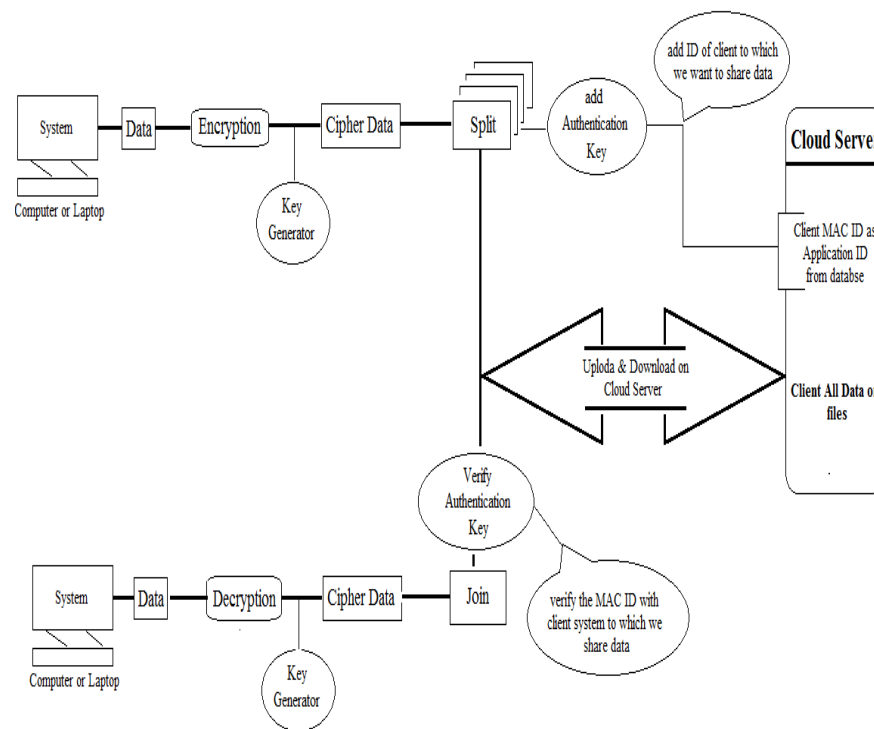 add ID of client to which
we want to share data
System
Data
Encryption
Cipher Data
Split
add
Authentication
Key
Cloud Server
Computer or Laptop
Key
Generator
Client MAC ID as
Application ID
from databse
Uploda & Download on
Cloud Server
Client All Data or
files
Verify
Authentication
Key
System
Data
Decryption
Cipher Data
Join
verify the MAC ID with
client system to which we
share data
Computer or Laptop
Key
Generator